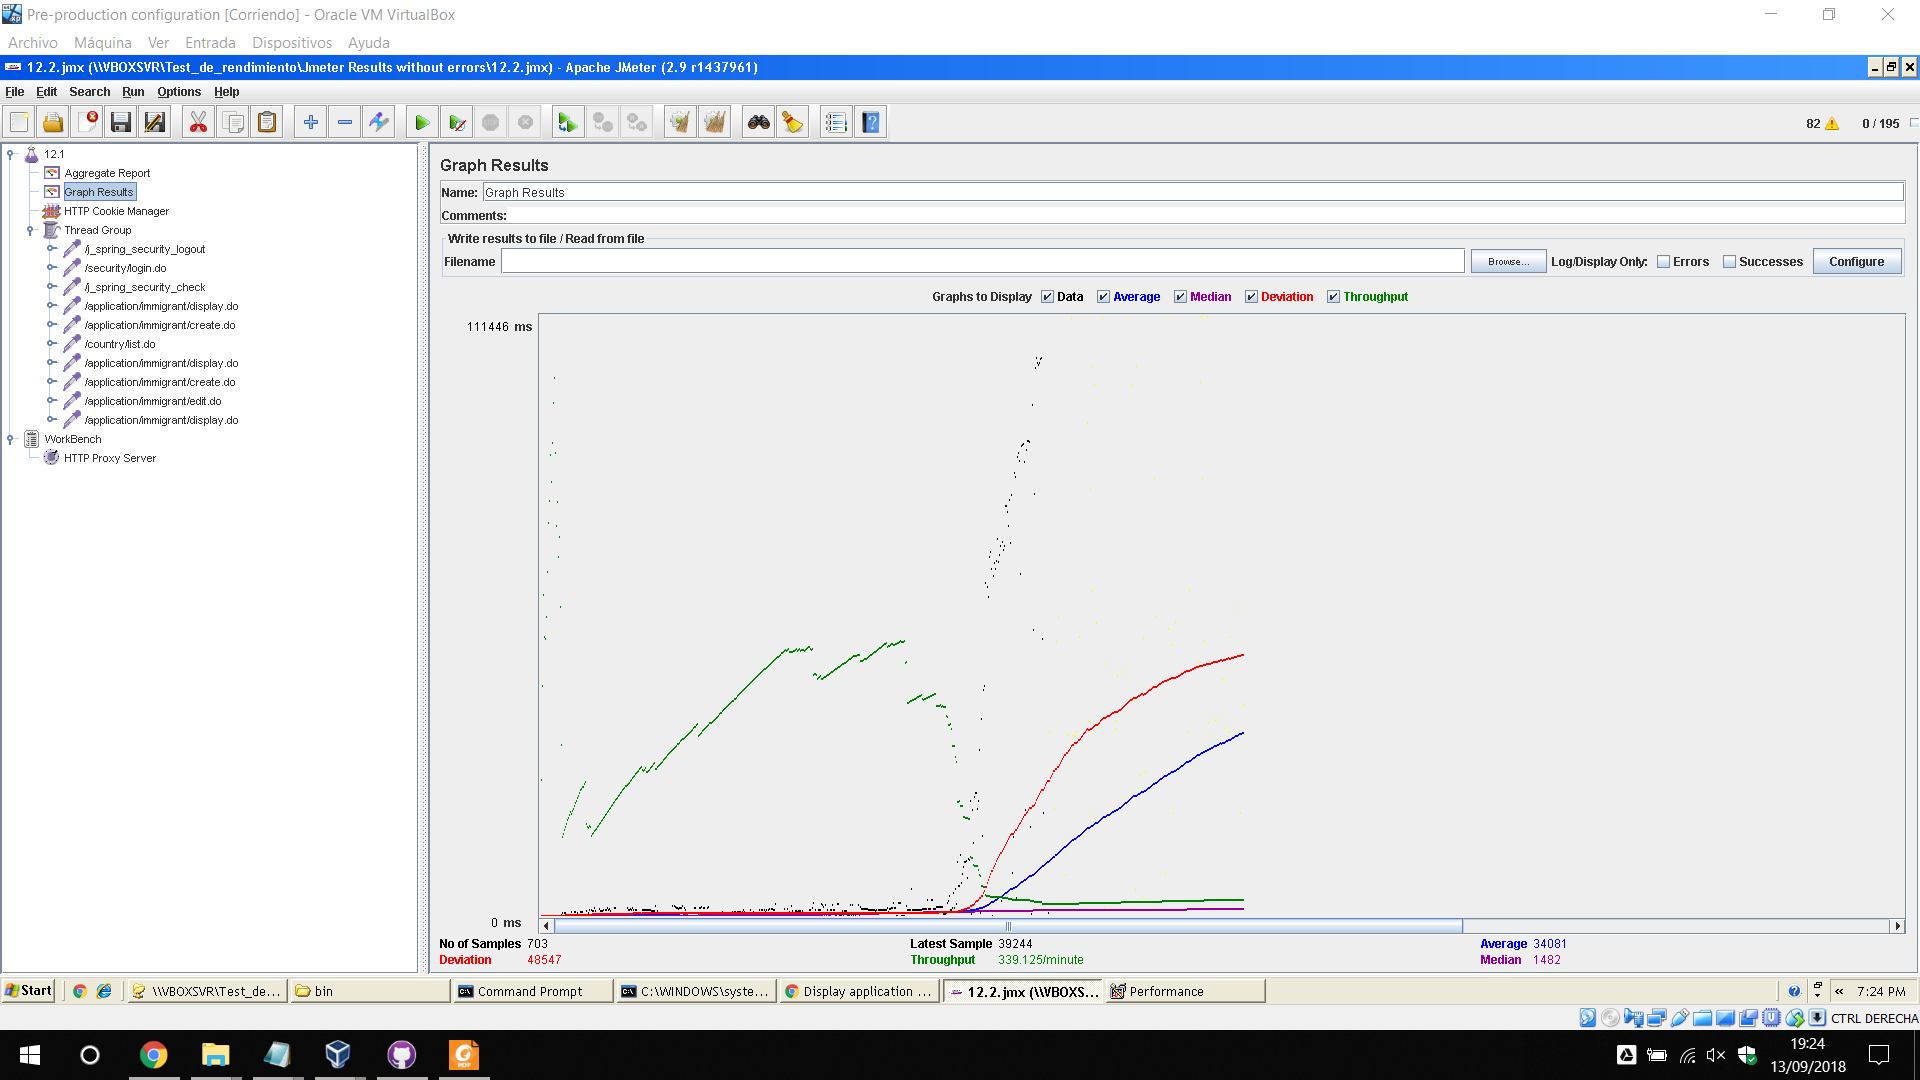 Pre-production configuration [Corriendo] - Oracle VM VirtualBox
Archivo Máquina Ver Entrada Dispositivos Ayuda
12.2.jmx (\\VBOXSVR\Test_de_rendimiento\Jmeter Results without errors\12.2.jmx) - Apache JMeter (2.9 r1437961)
File Edit Search Run Options Help
82 0 / 195
12.1
Aggregate Report
Graph Results
HTTP Cookie Manager
Thread Group
/j_spring_security_logout
/security/login.do
/j_spring_security_check
/application/immigrant/display.do
/application/immigrant/create.do
/country/list.do
/application/immigrant/display.do
/application/immigrant/create.do
/application/immigrant/edit.do
/application/immigrant/display.do
WorkBench
HTTP Proxy Server
Graph Results
Name: Graph Results
Comments:
Write results to file / Read from file
Filename Browse... Log/Display Only: Errors Successes Configure
Graphs to Display Data Average Median Deviation Throughput
111446 ms
0 ms
No of Samples 703 Latest Sample 39244 Average 34081
Deviation 48547 Throughput 339.125/minute Median 1482
Start \\VBOXSVR\Test_de... bin Command Prompt C:\WINDOWS\syste... Display application ... 12.2.jmx (\\VBOXS... Performance « 7:24 PM
CTRL DERECHA
19:24
13/09/2018